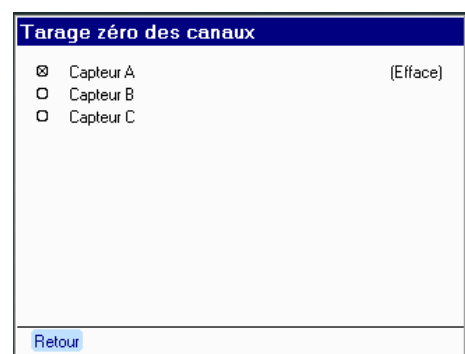 Tarage zéro des canaux
Capteur A (Efface)
Capteur B
Capteur C
Retour